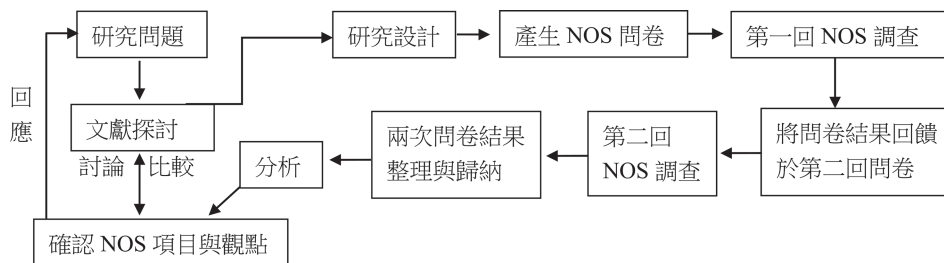 研究問題
研究設計
產生 NOS 問卷
第一回 NOS 調查
回
應
文獻探討
討論
比較
分析
兩次問卷結果
整理與歸納
第二回
NOS 調查
將問卷結果回饋
於第二回問卷
確認 NOS 項目與觀點